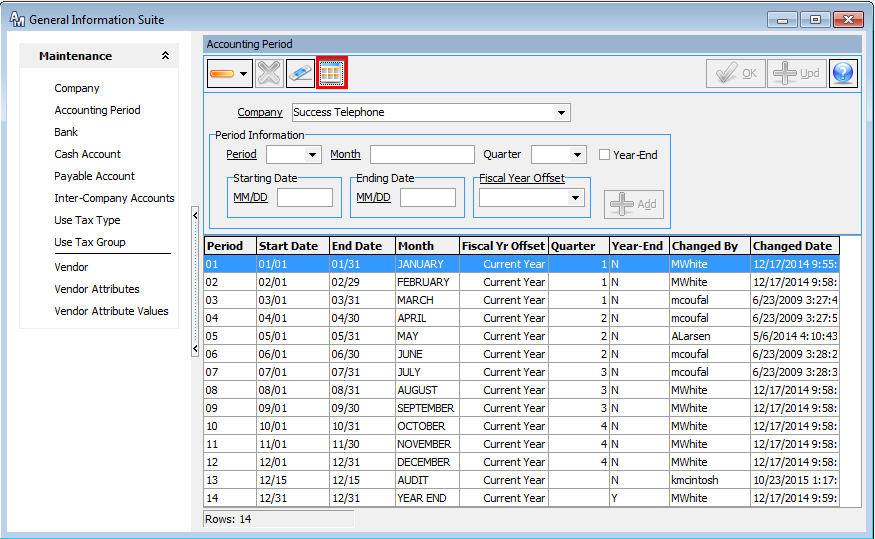 AM General Information Suite
Maintenance
Company
Accounting Period
Bank
Cash Account
Payable Account
Inter-Company Accounts
Use Tax Type
Use Tax Group
Vendor
Vendor Attributes
Vendor Attribute Values
Accounting Period
OK Upd ?
Company Success Telephone
Period Information
Period Month Quarter Year-End
Starting Date Ending Date Fiscal Year Offset
MM/DD MM/DD
Add
Period Start Date End Date Month Fiscal Yr Offset Quarter Year-End Changed By Changed Date
01 01/01 01/31 JANUARY Current Year 1 N MWhite 12/17/2014 9:55:
02 02/01 02/29 FEBRUARY Current Year 1 N MWhite 12/17/2014 9:58:
03 03/01 03/31 MARCH Current Year 1 N mcoufal 6/23/2009 3:27:4
04 04/01 04/30 APRIL Current Year 2 N mcoufal 6/23/2009 3:27:5
05 05/01 05/31 MAY Current Year 2 N ALarsen 5/6/2014 4:10:43
06 06/01 06/30 JUNE Current Year 2 N mcoufal 6/23/2009 3:28:2
07 07/01 07/31 JULY Current Year 3 N mcoufal 6/23/2009 3:28:3
08 08/01 08/31 AUGUST Current Year 3 N MWhite 12/17/2014 9:58:
09 09/01 09/30 SEPTEMBER Current Year 3 N MWhite 12/17/2014 9:58:
10 10/01 10/31 OCTOBER Current Year 4 N MWhite 12/17/2014 9:58:
11 11/01 11/30 NOVEMBER Current Year 4 N MWhite 12/17/2014 9:58:
12 12/01 12/31 DECEMBER Current Year 4 N MWhite 12/17/2014 9:58:
13 12/15 12/15 AUDIT Current Year N kmcintosh 10/23/2015 1:17:
14 12/31 12/31 YEAR END Current Year Y MWhite 12/17/2014 9:59:
Rows: 14